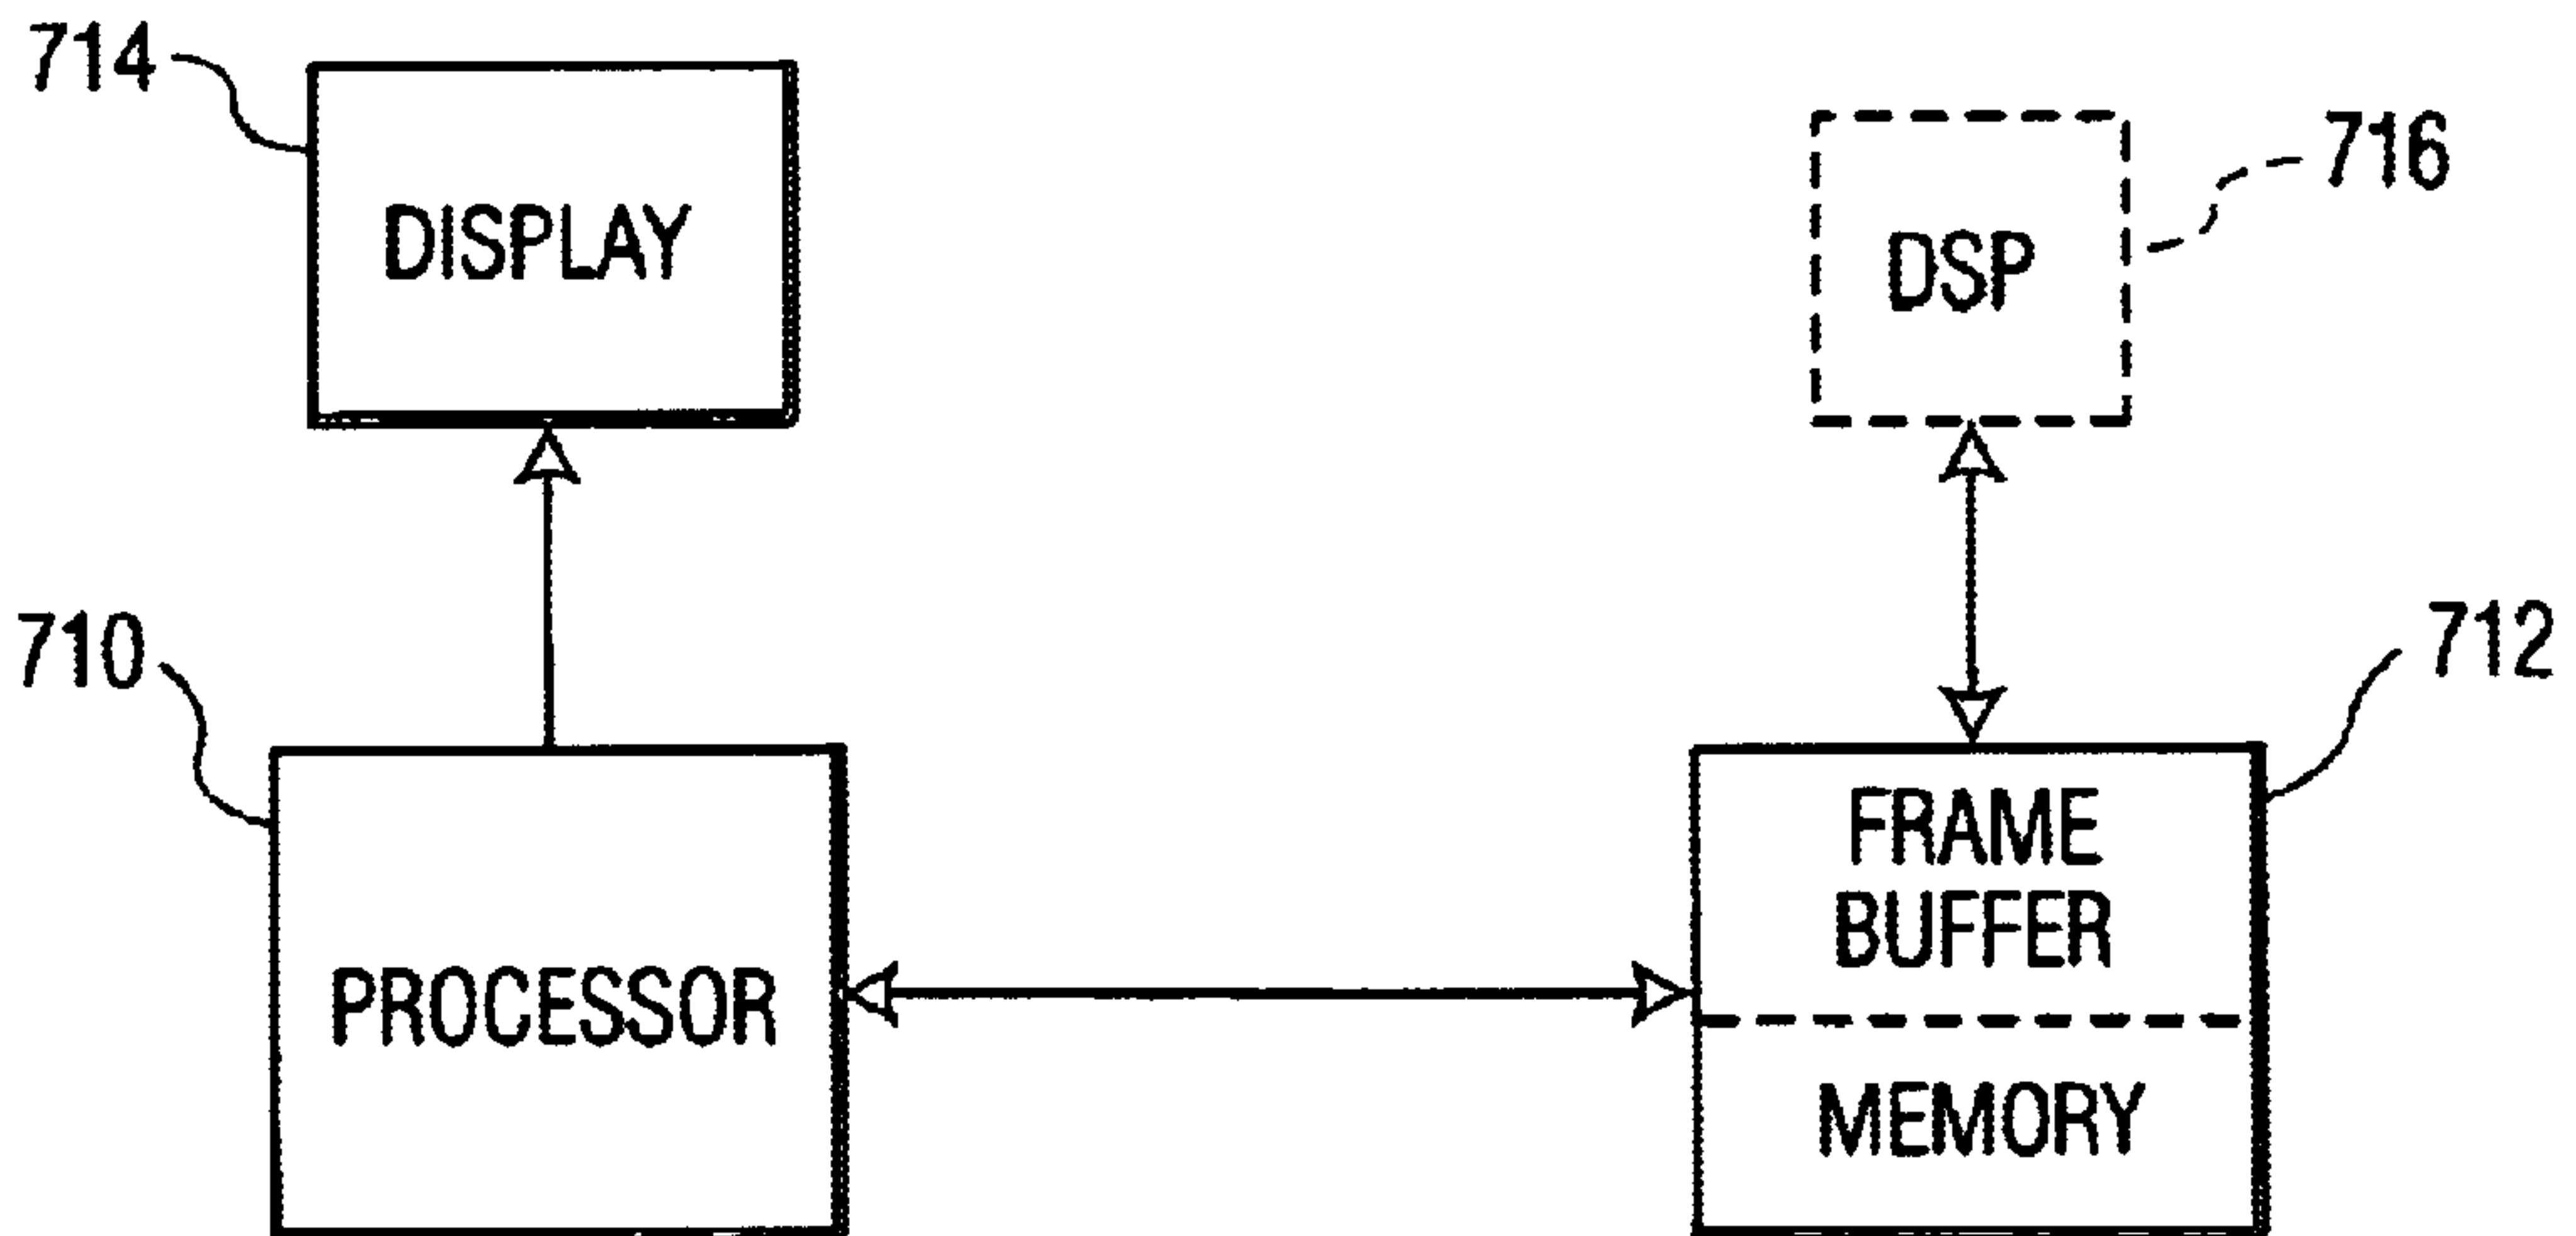 714
DISPLAY
DSP
716
710
PROCESSOR
712
FRAME
BUFFER
MEMORY